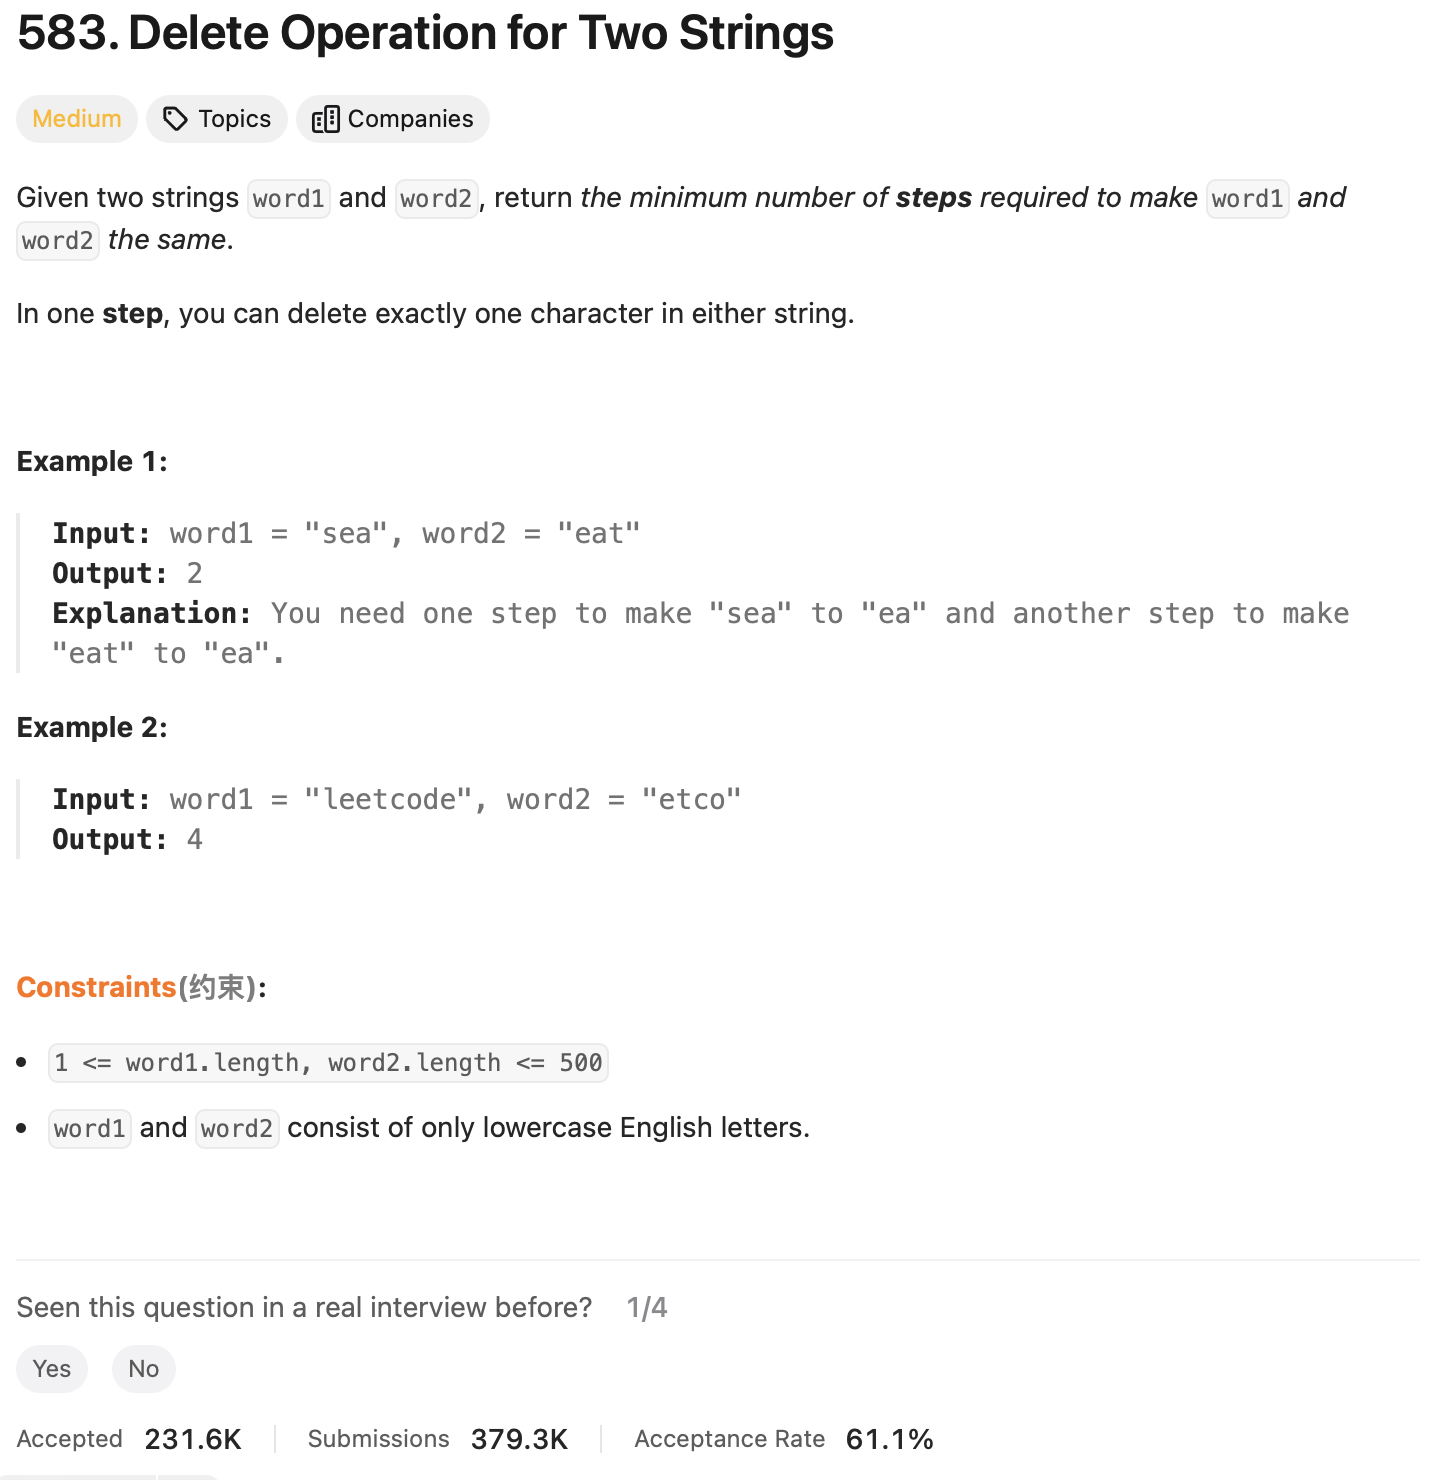 583. Delete Operation for Two Strings
Medium Topics Companies
Given two strings word1 and word2, return the minimum number of steps required to make word1 and
word2 the same.
In one step, you can delete exactly one character in either string.
Example 1:
Input: word1 = "sea", word2 = "eat"
Output: 2
Explanation: You need one step to make "sea" to "ea" and another step to make
"eat" to "ea".
Example 2:
Input: word1 = "leetcode", word2 = "etco"
Output: 4
Constraints(约束):
• 1 <= word1.length, word2.length <= 500
• word1 and word2 consist of only lowercase English letters.
Seen this question in a real interview before? 1/4
Yes No
Accepted 231.6K Submissions 379.3K Acceptance Rate 61.1%